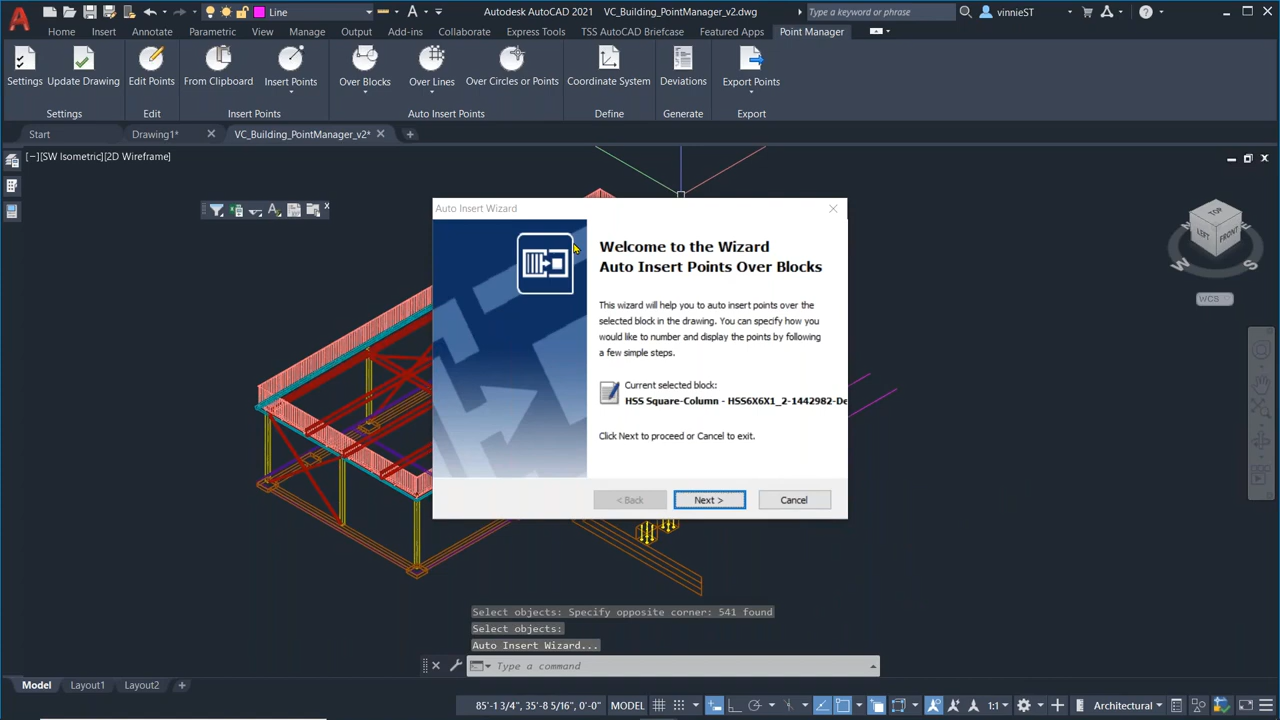 Line
Autodesk AutoCAD 2021 VC_Building_PointManager_v2.dwg
Type a keyword or phrase
vinnieST
Home Insert Annotate Parametric View Manage Output Add-ins Collaborate Express Tools TSS AutoCAD Briefcase Featured Apps Point Manager
Settings Update Drawing Edit Points From Clipboard Insert Points Over Blocks Over Lines Over Circles or Points Coordinate System Deviations Export Points
Settings Edit Insert Points Auto Insert Points Define Generate Export
Start Drawing1* VC_Building_PointManager_v2*
[−][SW Isometric][2D Wireframe]
Auto Insert Wizard
TOP
LEFT FRONT
W S
WCS
Welcome to the Wizard
Auto Insert Points Over Blocks
This wizard will help you to auto insert points over the
selected block in the drawing. You can specify how you
would like to number and display the points by following
a few simple steps.
Current selected block:
HSS Square-Column - HSS6X6X1_2-1442982-De
Click Next to proceed or Cancel to exit.
< Back Next > Cancel
Select objects: Specify opposite corner: 541 found
Select objects:
Auto Insert Wizard...
Type a command
Model Layout1 Layout2
85'-1 3/4", 35'-8 5/16", 0'-0" MODEL 1:1 Architectural